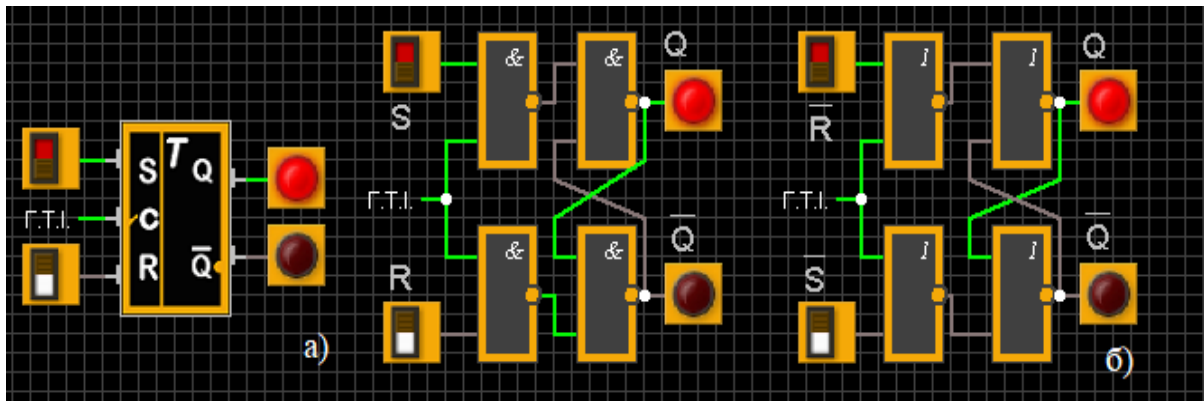 S T Q
Г.Т.І. C
R Q̅
а)
S & & Q
Г.Т.І.
R & & Q̅
R̅ 1 1 Q
Г.Т.І.
S̅ 1 1 Q̅
б)